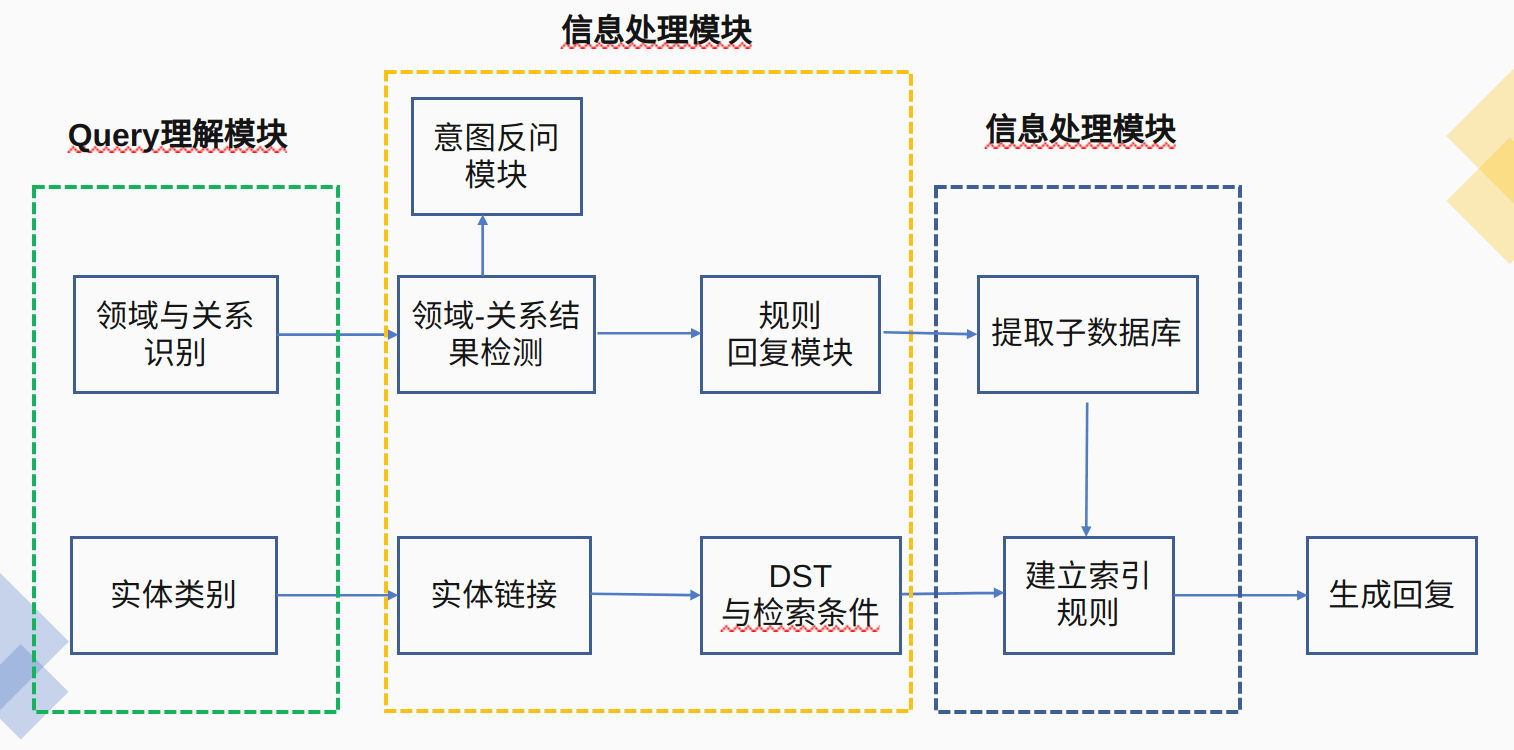 信息处理模块
Query理解模块
信息处理模块
意图反问
模块
领域与关系
识别
领域-关系结
果检测
规则
回复模块
提取子数据库
实体类别
实体链接
DST
与检索条件
建立索引
规则
生成回复